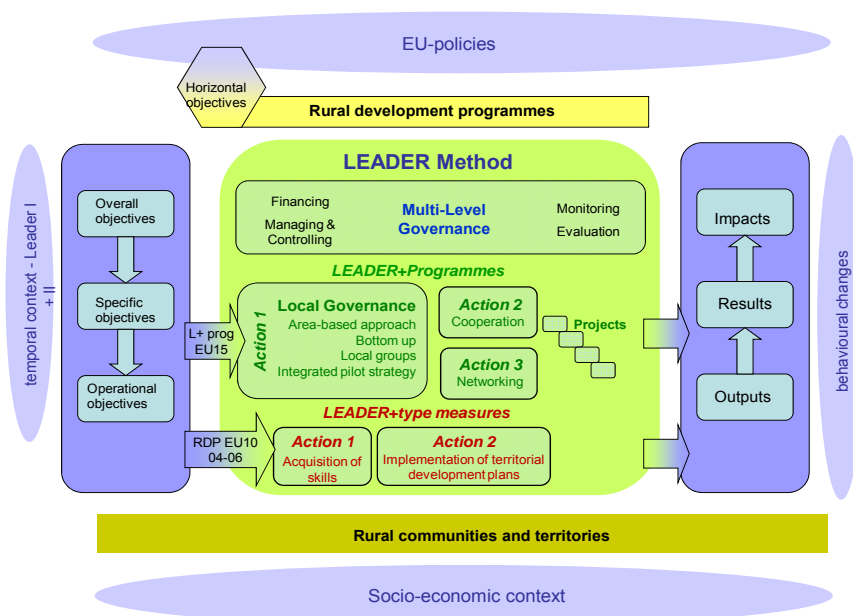 EU-policies
Horizontal
objectives
Rural development programmes
temporal context - Leader I
+ II
Overall
objectives
Specific
objectives
Operational
objectives
L+ prog
EU15
RDP EU10
04-06
LEADER Method
Financing
Managing &
Controlling
Multi-Level
Governance
Monitoring
Evaluation
LEADER+Programmes
Action 1
Local Governance
Area-based approach
Bottom up
Local groups
Integrated pilot strategy
Action 2
Cooperation
Action 3
Networking
Projects
LEADER+type measures
Action 1
Acquisition of
skills
Action 2
Implementation of territorial
development plans
Impacts
Results
Outputs
behavioural changes
Rural communities and territories
Socio-economic context